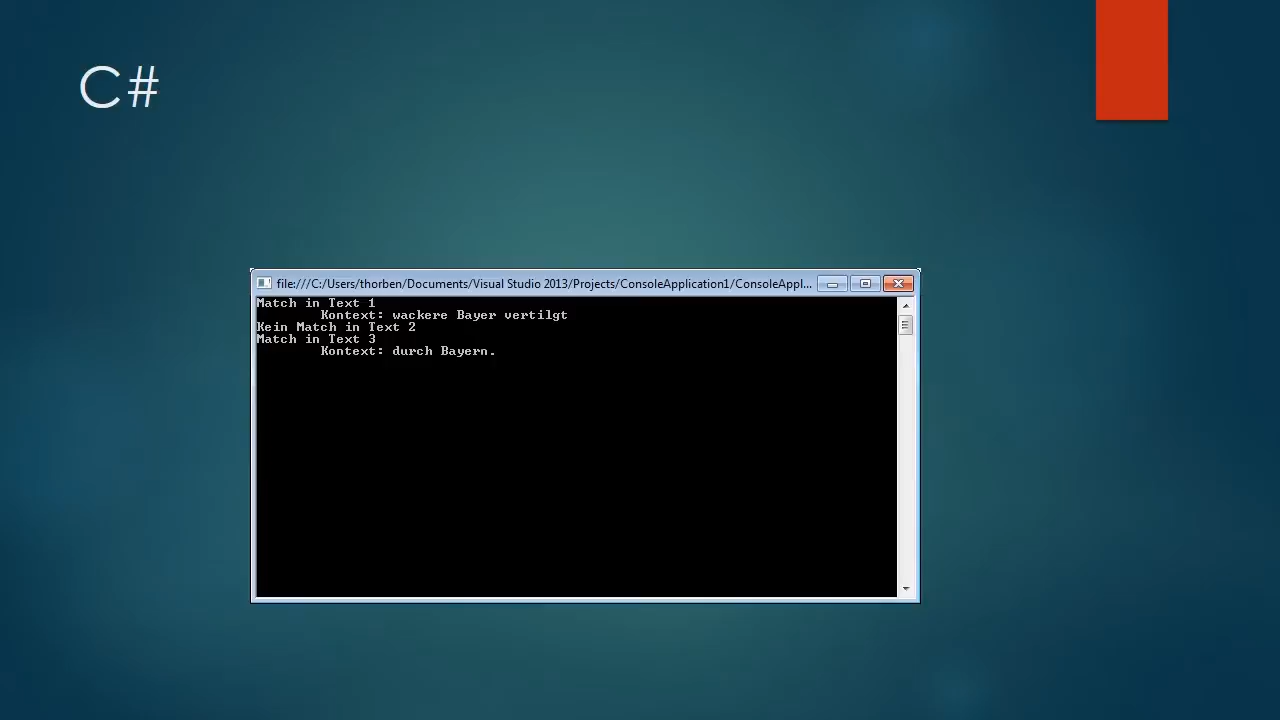 C#
file:///C:/Users/thorben/Documents/Visual Studio 2013/Projects/ConsoleApplication1/ConsoleAppl...
Match in Text 1
Kontext: wackere Bayer vertilgt
Kein Match in Text 2
Match in Text 3
Kontext: durch Bayern.